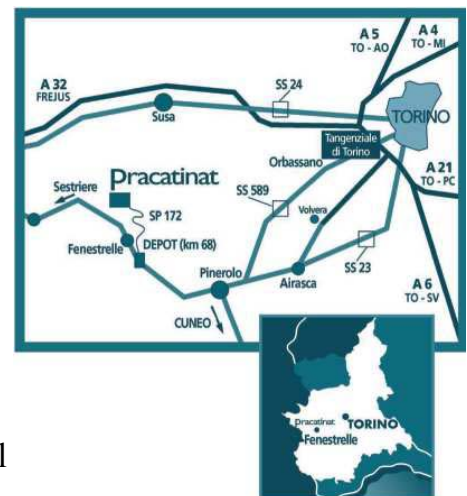 A 5
TO - AO
A 4
TO - MI
A 32
FREJUS
SS 24
Susa
TORINO
Tangenziale
di Torino
Orbassano
Sestriere
pracatinat
A 21
TO - PC
SS 589
SP 172
Volvera
Fenestrelle
DEPOT (km 68)
SS 23
Pinerolo
Airasca
A 6
TO - SV
CUNEO
pracatinat
TORINO
Fenestrelle
l